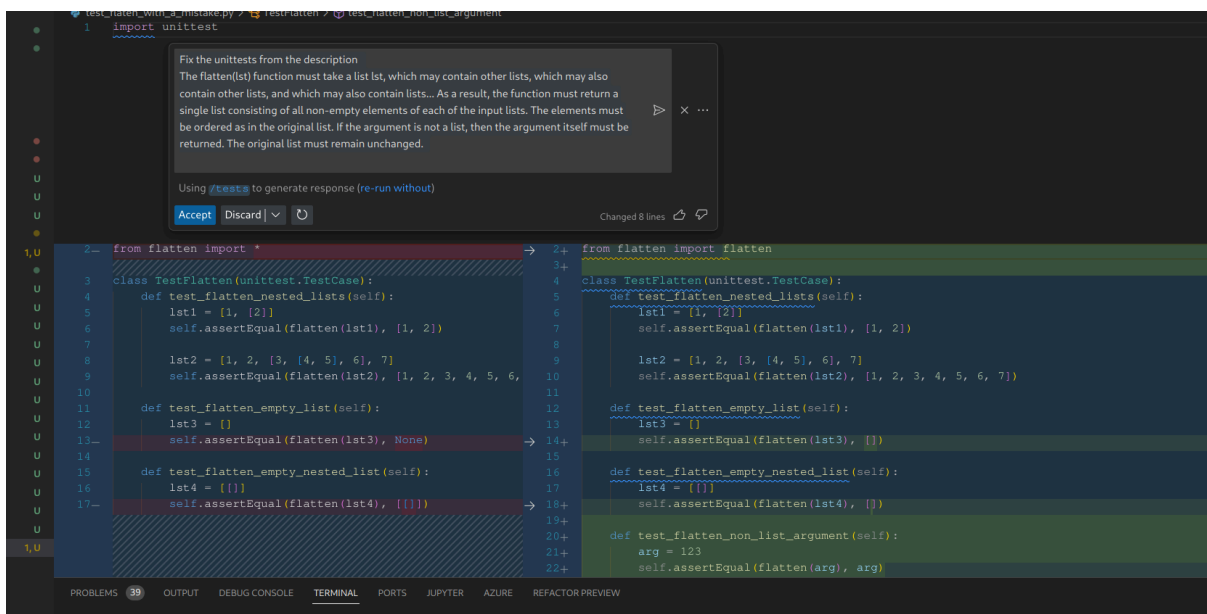 test_flaten_with_a_mistake.py > TestFlatten > test_flatten_non_list_argument
1 import unittest
Fix the unittests from the description
The flatten(lst) function must take a list lst, which may contain other lists, which may also
contain other lists, and which may also contain lists... As a result, the function must return a
single list consisting of all non-empty elements of each of the input lists. The elements must
be ordered as in the original list. If the argument is not a list, then the argument itself must be
returned. The original list must remain unchanged.
Using /tests to generate response (re-run without)
Accept Discard Changed 8 lines
U
U
U
1, U
U
U
U
U
U
U
U
U
U
U
U
U
U
U
1, U
2— from flatten import *
3 class TestFlatten(unittest.TestCase):
4 def test_flatten_nested_lists(self):
5 lst1 = [1, [2]]
6 self.assertEqual(flatten(lst1), [1, 2])
7
8 lst2 = [1, 2, [3, [4, 5], 6], 7]
9 self.assertEqual(flatten(lst2), [1, 2, 3, 4, 5, 6,
10
11 def test_flatten_empty_list(self):
12 lst3 = []
13— self.assertEqual(flatten(lst3), None)
14
15 def test_flatten_empty_nested_list(self):
16 lst4 = [[]]
17— self.assertEqual(flatten(lst4), [[]])
2+ from flatten import flatten
3+
4 class TestFlatten(unittest.TestCase):
5 def test_flatten_nested_lists(self):
6 lst1 = [1, [2]]
7 self.assertEqual(flatten(lst1), [1, 2])
8
9 lst2 = [1, 2, [3, [4, 5], 6], 7]
10 self.assertEqual(flatten(lst2), [1, 2, 3, 4, 5, 6, 7])
11
12 def test_flatten_empty_list(self):
13 lst3 = []
14+ self.assertEqual(flatten(lst3), [])
15
16 def test_flatten_empty_nested_list(self):
17 lst4 = [[]]
18+ self.assertEqual(flatten(lst4), [])
19+
20+ def test_flatten_non_list_argument(self):
21+ arg = 123
22+ self.assertEqual(flatten(arg), arg)
PROBLEMS 39 OUTPUT DEBUG CONSOLE TERMINAL PORTS JUPYTER AZURE REFACTOR PREVIEW